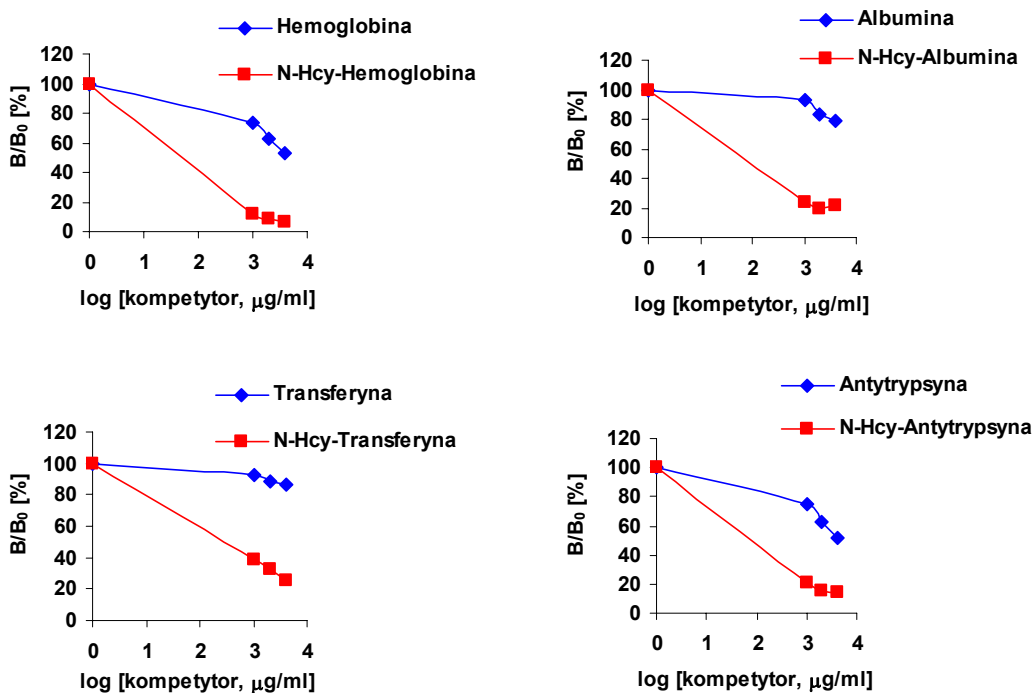 Hemoglobina
N-Hcy-Hemoglobina
120
100
80
60
40
20
0
B/B0 [%]
0 1 2 3 4
log [kompetytor, µg/ml]
Albumina
N-Hcy-Albumina
120
100
80
60
40
20
0
B/B0 [%]
0 1 2 3 4
log [kompetytor, µg/ml]
Transferyna
N-Hcy-Transferyna
120
100
80
60
40
20
0
B/B0 [%]
0 1 2 3 4
log [kompetytor, µg/ml]
Antytrypsyna
N-Hcy-Antytrypsyna
120
100
80
60
40
20
0
B/B0 [%]
0 1 2 3 4
log [kompetytor, µg/ml]